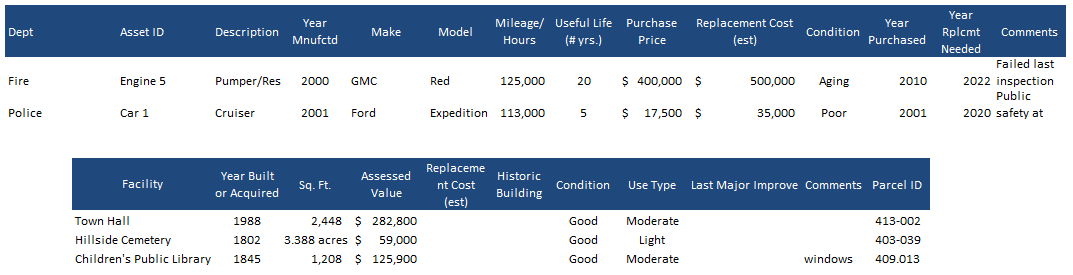 Dept Asset ID Description Year Mnufctd Make Model Mileage/ Hours Useful Life (# yrs.) Purchase Price Replacement Cost (est) Condition Year Purchased Year Rplcmt Needed Comments
Fire Engine 5 Pumper/Res 2000 GMC Red 125,000 20 $ 400,000 $ 500,000 Aging 2010 2022 Failed last inspection
Police Car 1 Cruiser 2001 Ford Expedition 113,000 5 $ 17,500 $ 35,000 Poor 2001 2020 Public safety at
Facility Year Built or Acquired Sq. Ft. Assessed Value Replaceme nt Cost (est) Historic Building Condition Use Type Last Major Improve Comments Parcel ID
Town Hall 1988 2,448 $ 282,800 Good Moderate 413-002
Hillside Cemetery 1802 3.388 acres $ 59,000 Good Light 403-039
Children's Public Library 1845 1,208 $ 125,900 Good Moderate windows 409.013